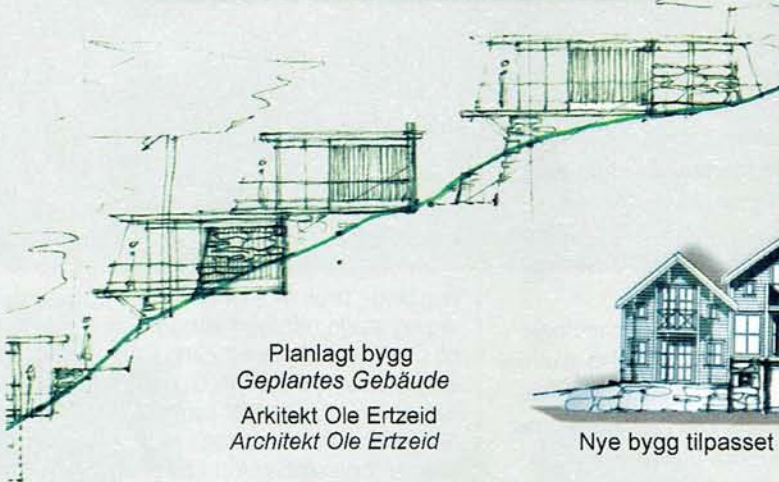 Planlagt bygg
Geplantes Gebäude
Arkitekt Ole Ertzeid
Architekt Ole Ertzeid
Nye bygg tilpasset